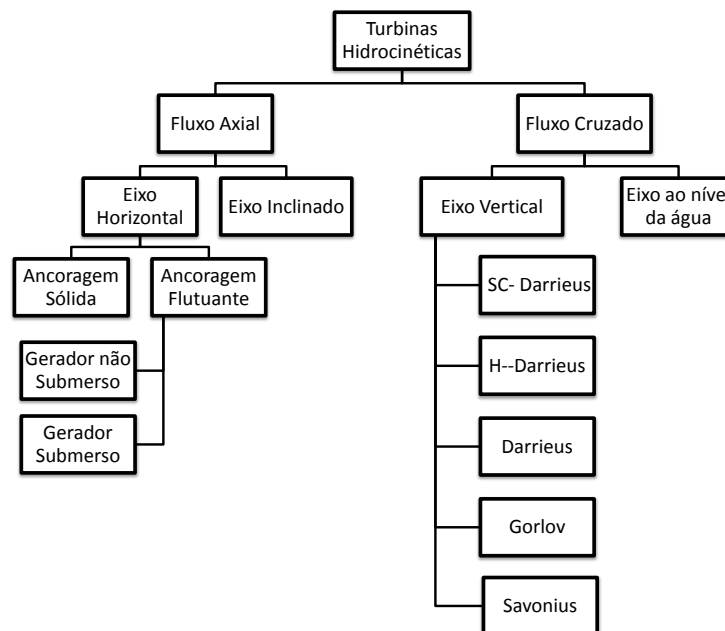 Turbinas
Hidrocinéticas
Fluxo Axial
Fluxo Cruzado
Eixo
Horizontal
Eixo Inclinado
Eixo Vertical
Eixo ao níve
da água
Ancoragem
Sólida
Ancoragem
Flutuante
SC- Darrieus
Gerador não
Submerso
H--Darrieus
Gerador
Submerso
Darrieus
Gorlov
Savonius